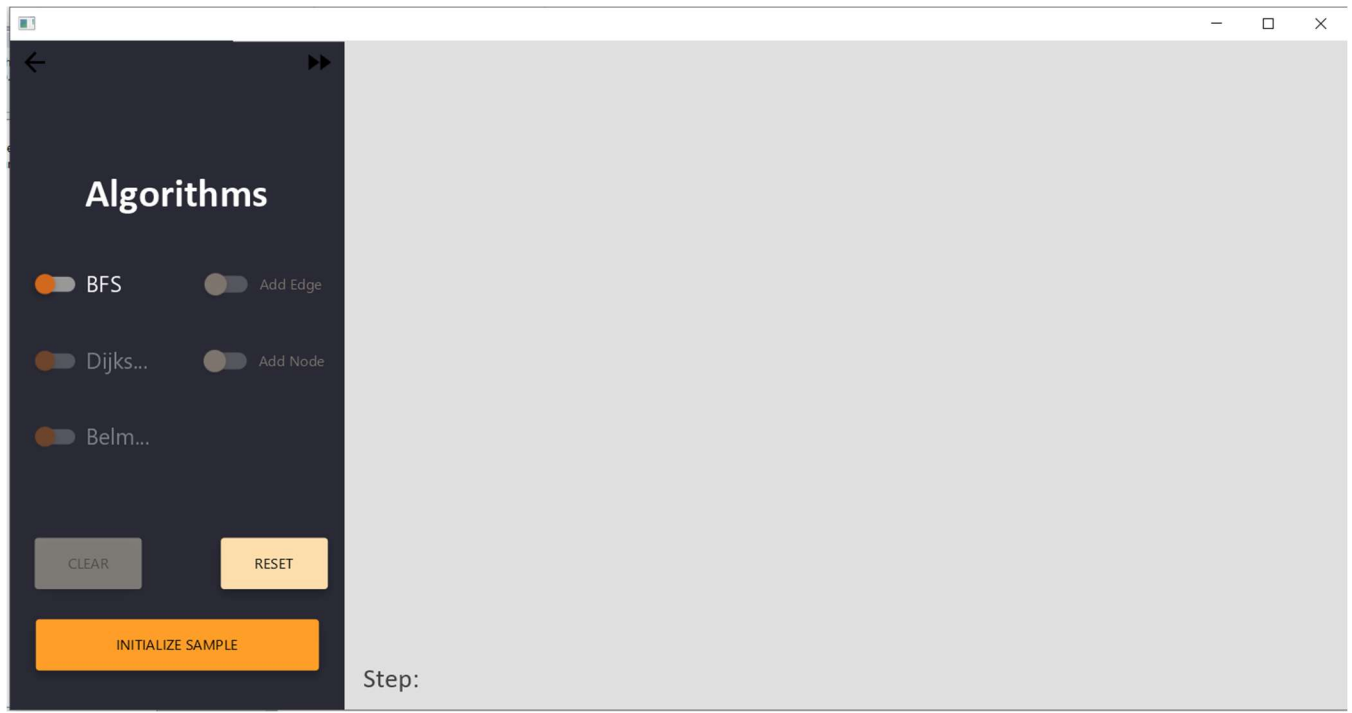 Algorithms
BFS
Add Edge
Dijks...
Add Node
Belm...
CLEAR
RESET
INITIALIZE SAMPLE
Step: